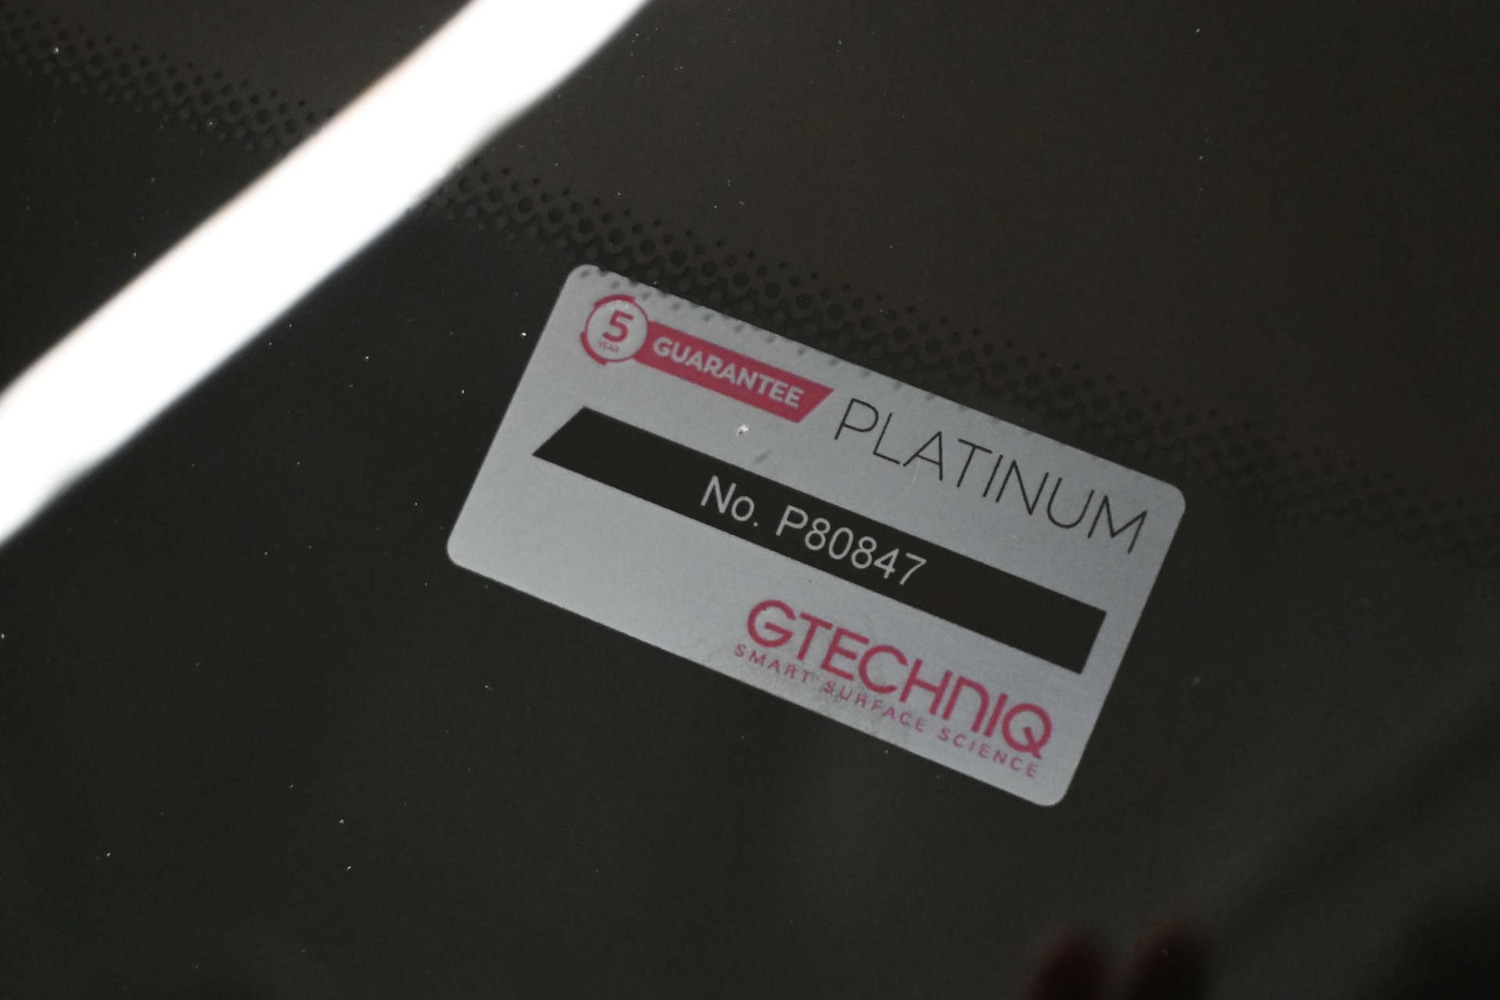 5
YEAR
GUARANTEE
PLATINUM
No. P80847
GTECHNIQ
SMART SURFACE SCIENCE